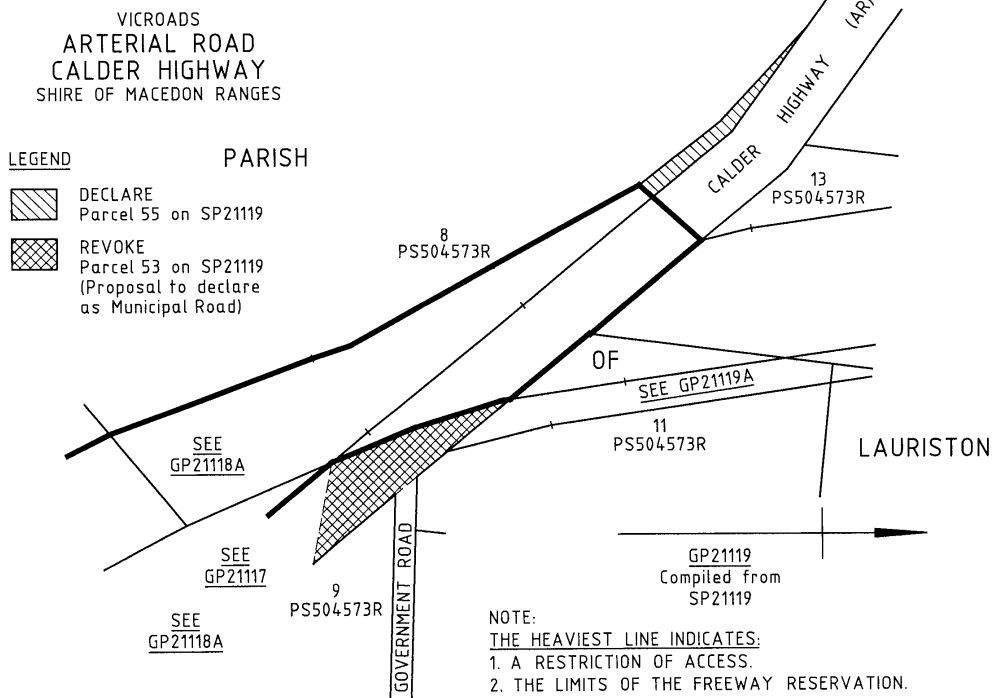 VICROADS
ARTERIAL ROAD
CALDER HIGHWAY
SHIRE OF MACEDON RANGES
LEGEND
PARISH
DECLARE
Parcel 55 on SP21119
REVOKE
Parcel 53 on SP21119
(Proposal to declare
as Municipal Road)
CALDER HIGHWAY
8
PS504573R
13
PS504573R
OF
SEE GP21119A
11
PS504573R
LAURISTON
SEE
GP21118A
SEE
GP21117
SEE
GP21118A
9
PS504573R
GOVERNMENT ROAD
GP21119
Compiled from
SP21119
NOTE:
THE HEAVIEST LINE INDICATES:
1. A RESTRICTION OF ACCESS.
2. THE LIMITS OF THE FREEWAY RESERVATION.